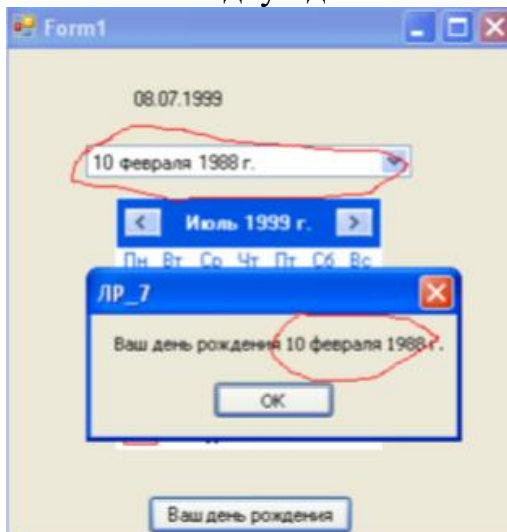 Form1
08.07.1999
10 февраля 1988 г.
Июль 1999 г.
Пн Вт Ср Чт Пт Сб Вс
ЛР_7
Ваш день рождения 10 февраля 1988 г.
OK
Ваш день рождения